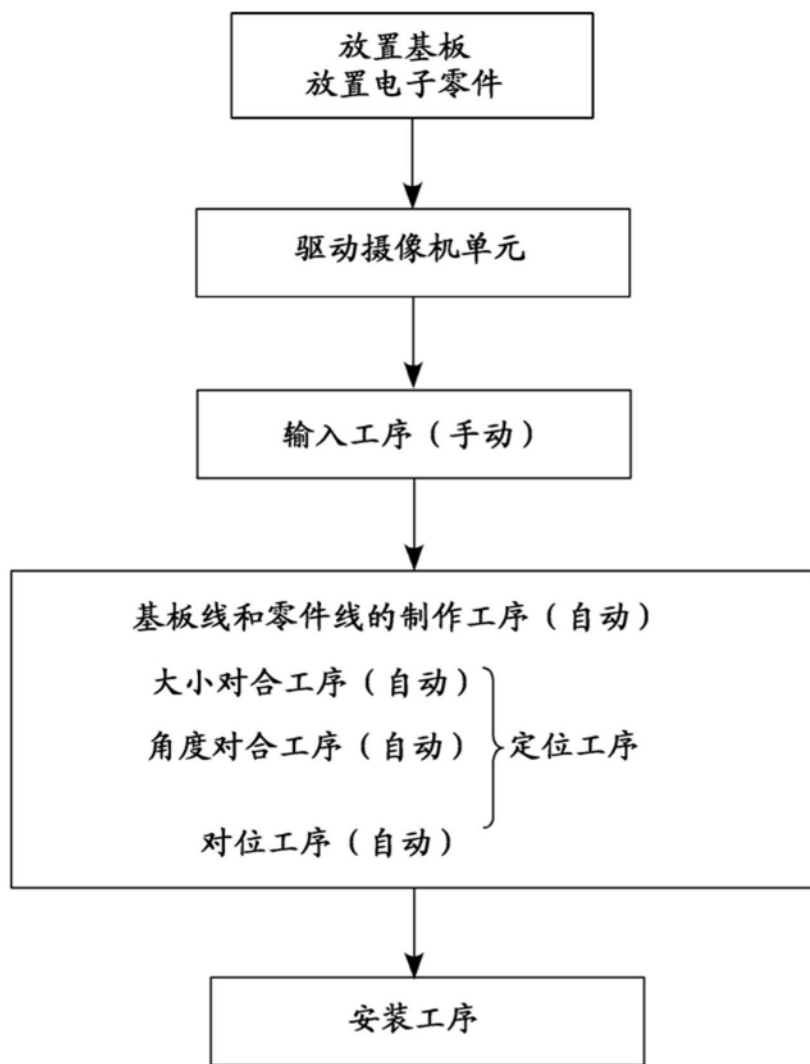 放置基板
放置电子零件
驱动摄像机单元
输入工序（手动）
基板线和零件线的制作工序（自动）
大小对合工序（自动）
角度对合工序（自动）
定位工序
对位工序（自动）
安装工序